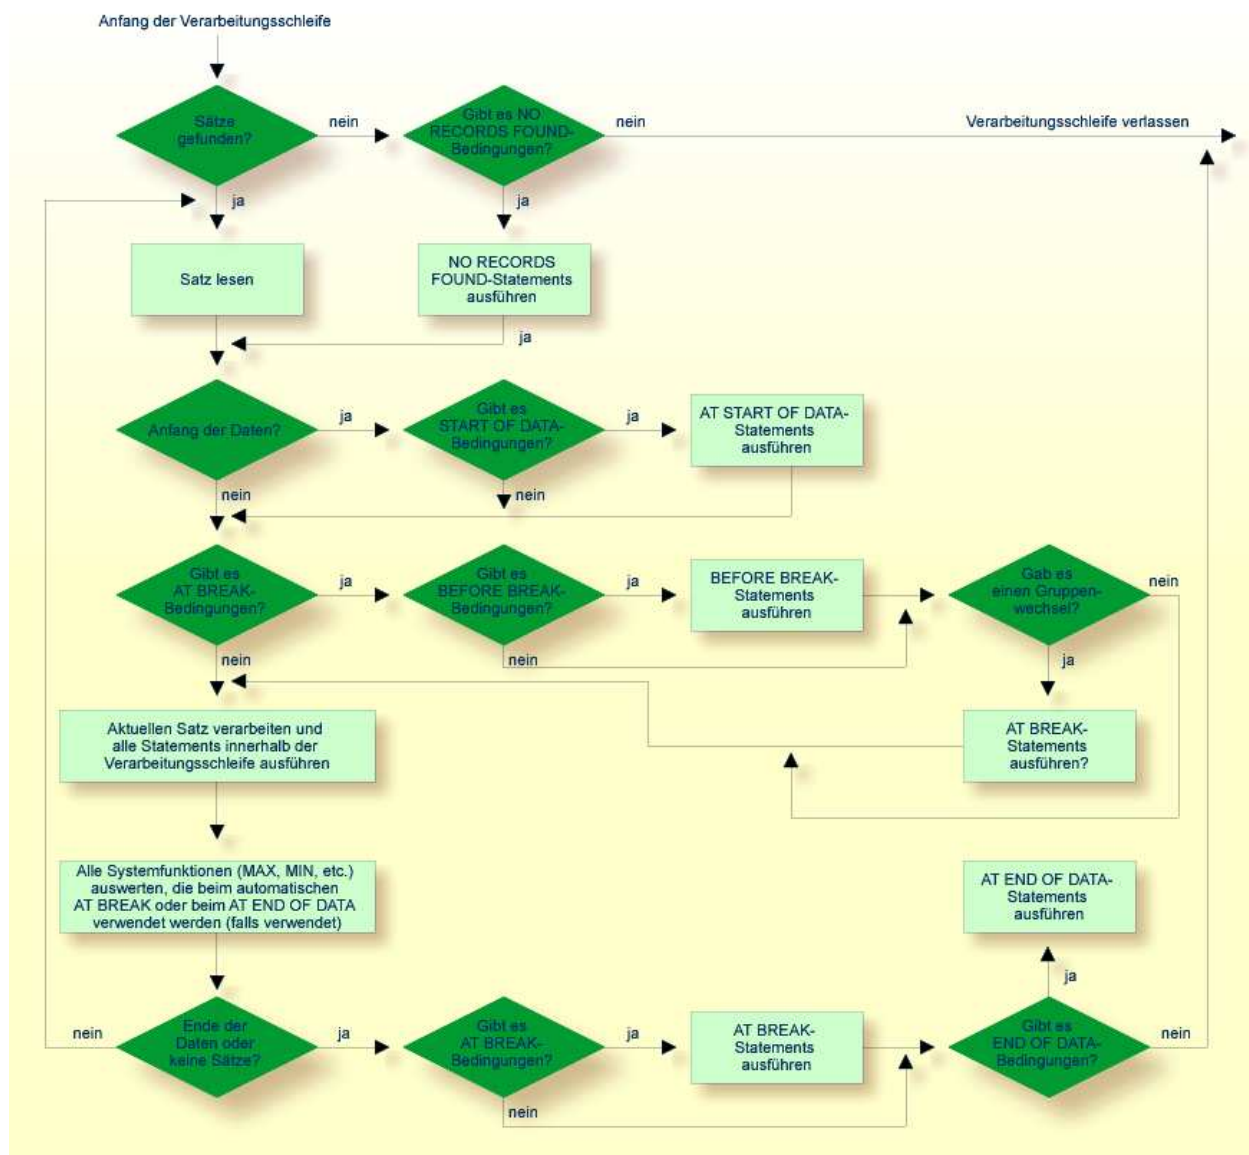 Anfang der Verarbeitungsschleife
Sätze
gefunden?
nein
Gibt es NO
RECORDS FOUND-
Bedingungen?
nein
Verarbeitungsschleife verlassen
ja
ja
Satz lesen
NO RECORDS
FOUND-Statements
ausführen
ja
Anfang der Daten?
ja
Gibt es
START OF DATA-
Bedingungen?
ja
AT START OF DATA-
Statements
ausführen
nein
nein
Gibt es
AT BREAK-
Bedingungen?
ja
Gibt es
BEFORE BREAK-
Bedingungen?
ja
BEFORE BREAK-
Statements
ausführen
Gab es
einen Gruppen-
wechsel?
nein
nein
nein
ja
Aktuellen Satz verarbeiten und
alle Statements innerhalb der
Verarbeitungsschleife ausführen
AT BREAK-
Statements
ausführen?
Alle Systemfunktionen (MAX, MIN, etc.)
auswerten, die beim automatischen
AT BREAK oder beim AT END OF DATA
verwendet werden (falls verwendet)
AT END OF DATA-
Statements
ausführen
ja
nein
Ende der
Daten oder
keine Sätze?
ja
Gibt es
AT BREAK-
Bedingungen?
ja
AT BREAK-
Statements
ausführen
Gibt es
END OF DATA-
Bedingungen?
nein
nein